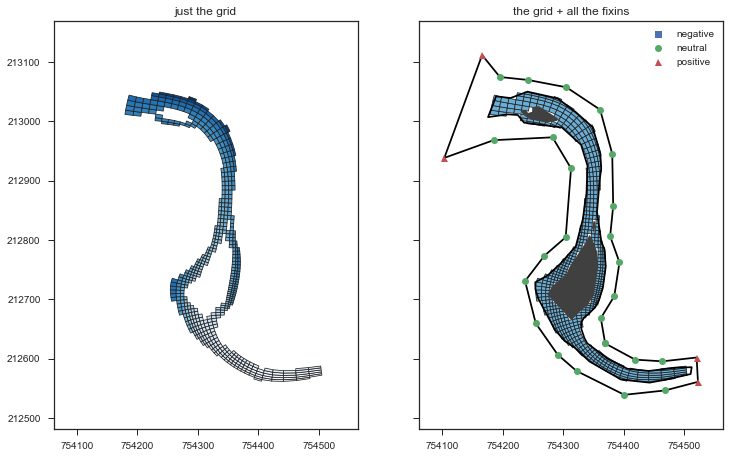 just the grid
the grid + all the fixins
negative
neutral
positive
213100
213000
212900
212800
212700
212600
212500
754100 754200 754300 754400 754500
754100 754200 754300 754400 754500